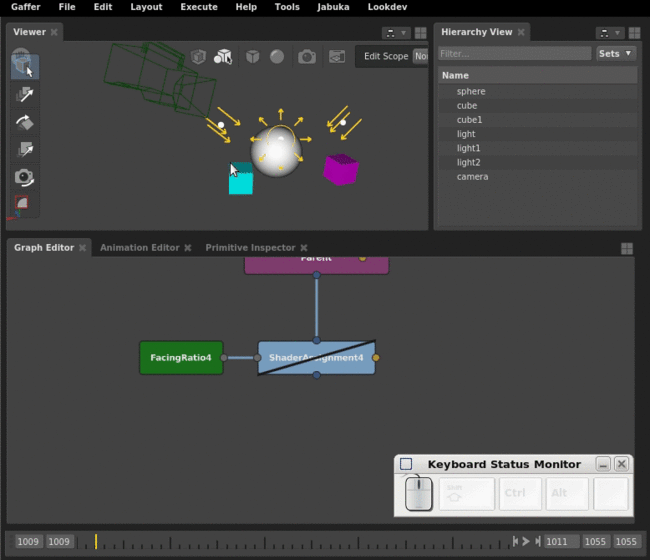 Gaffer File Edit Layout Execute Help Tools Jabuka Lookdev
Viewer
Hierarchy View
Edit Scope
Filter... Sets
Name
sphere
cube
cube1
light
light1
light2
camera
Graph Editor Animation Editor Primitive Inspector
Parent
FacingRatio4
ShaderAssignment4
Keyboard Status Monitor
Shift
Ctrl
Alt
1009 1009 1011 1055 1055